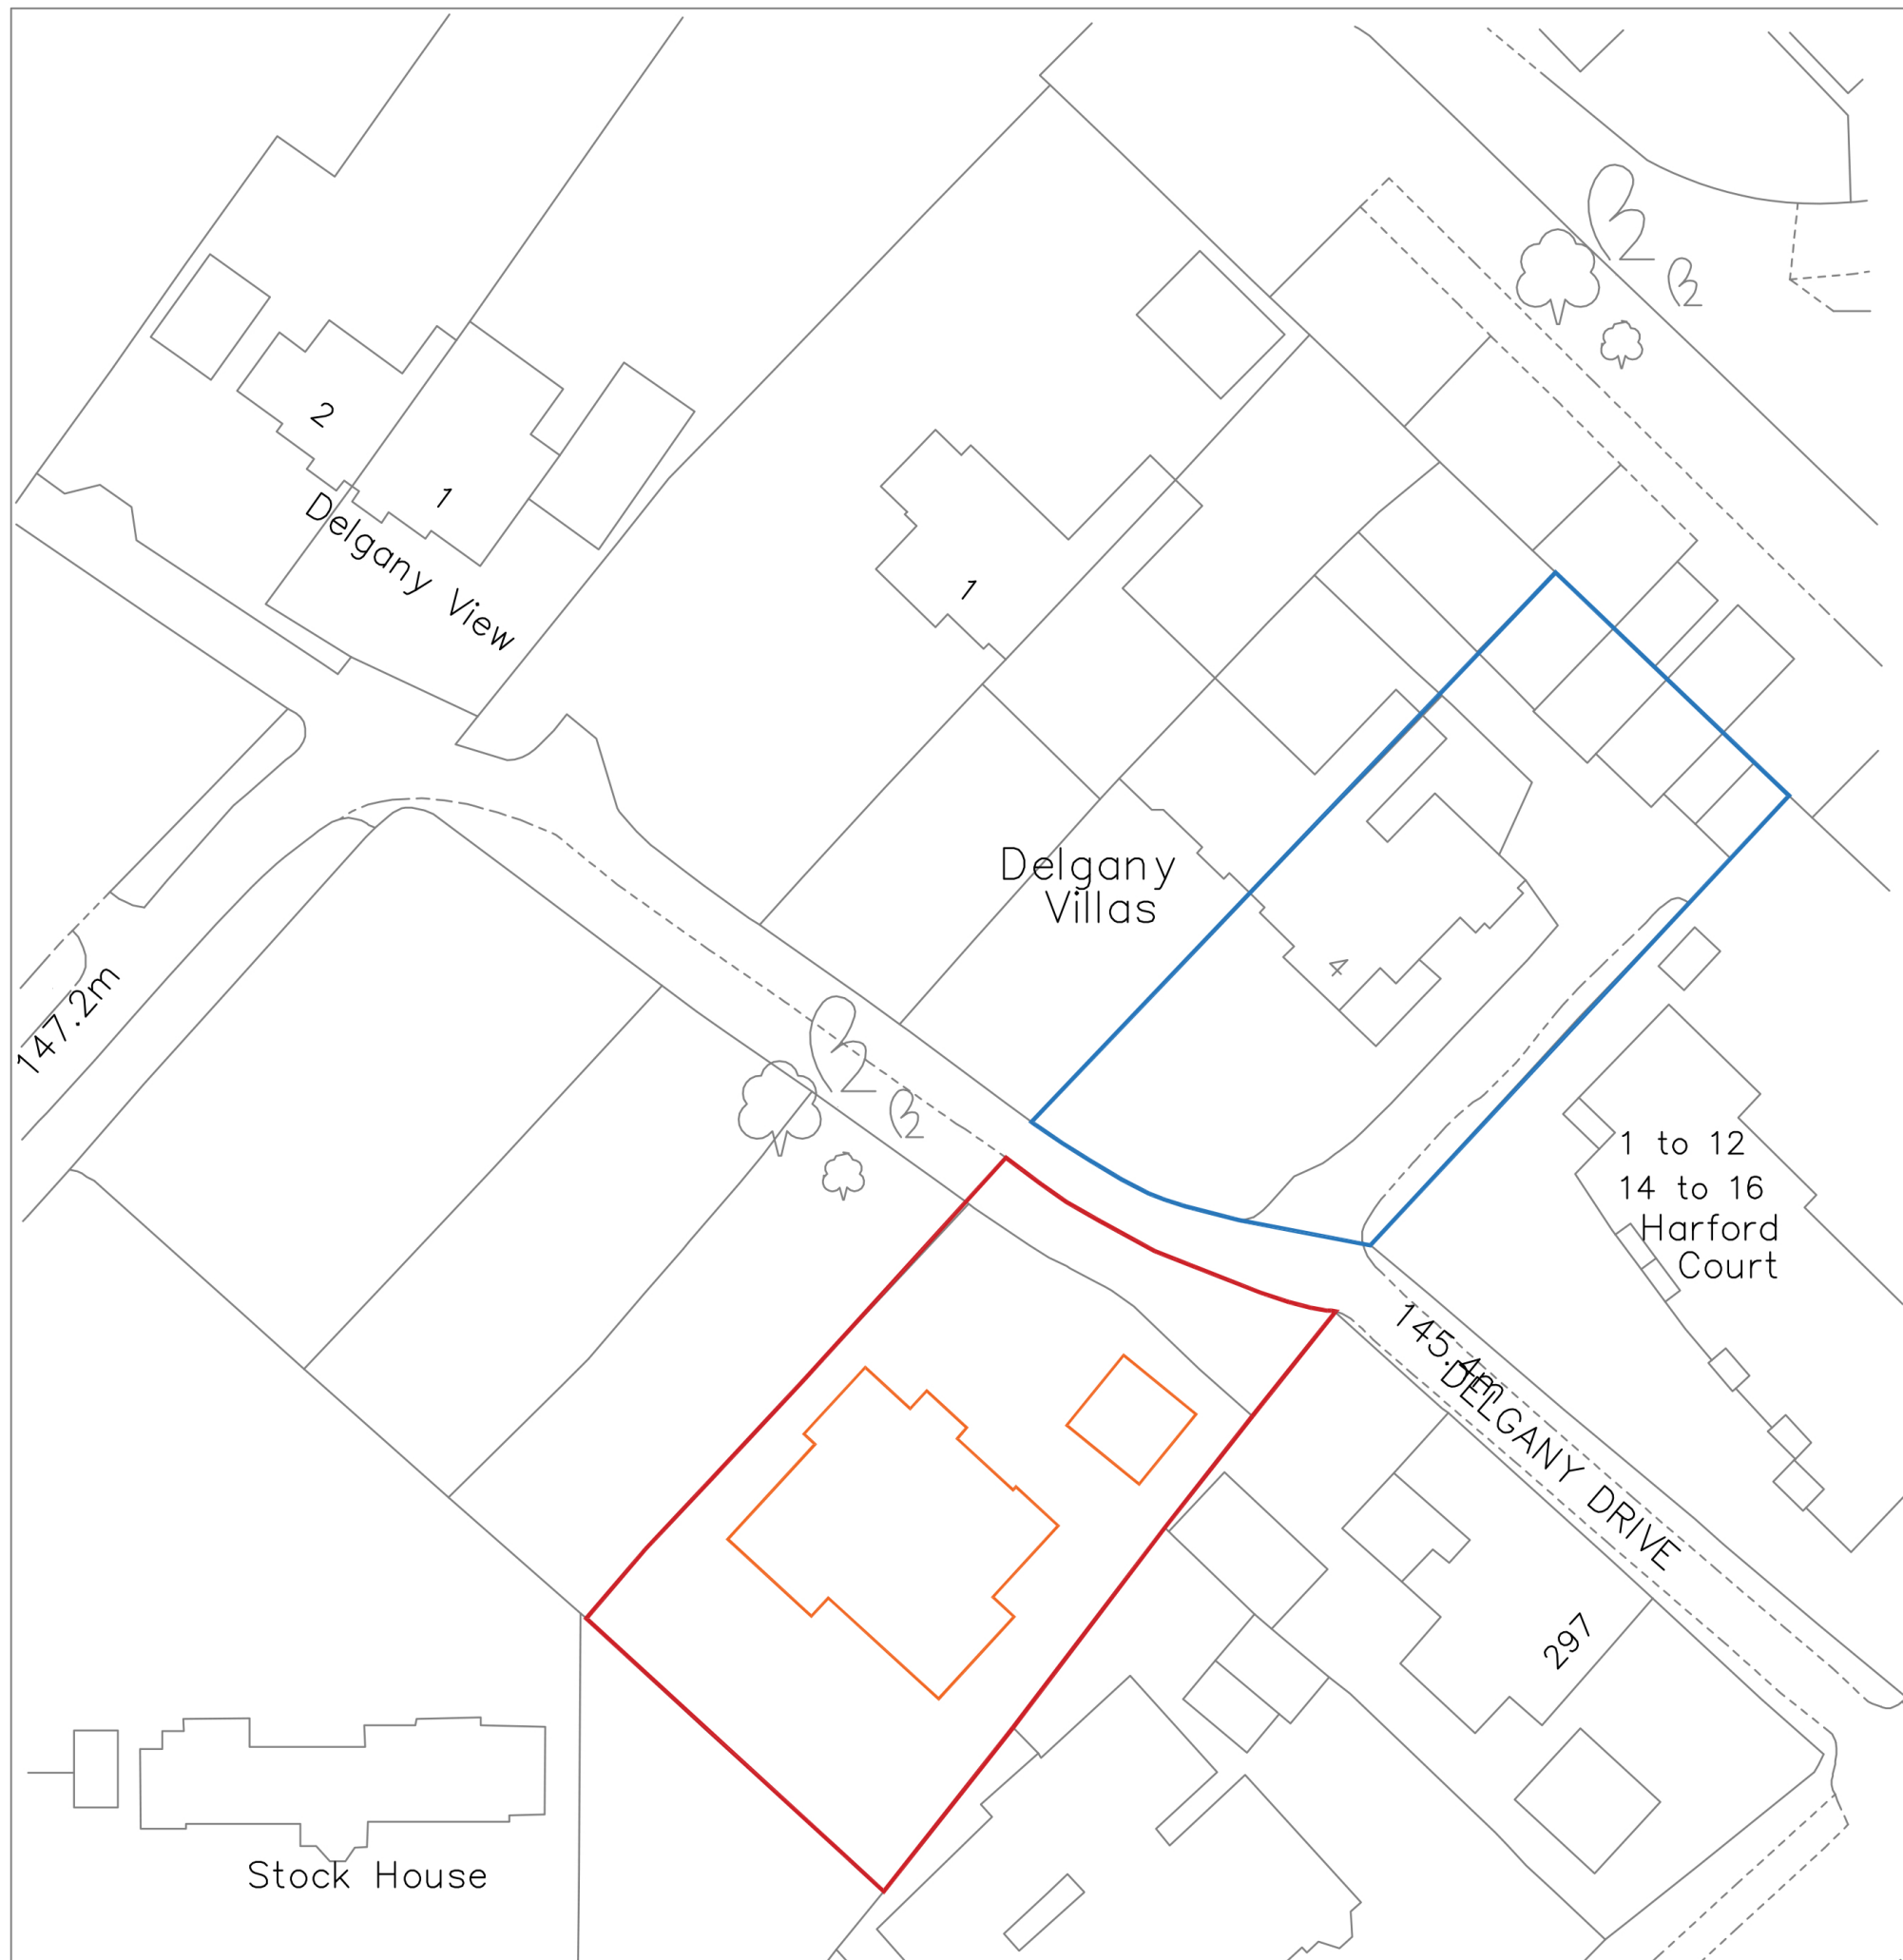 2
1
Delgany View
1
Delgany
Villas
4
147.2m
1 to 12
14 to 16
Harford
Court
145.4m
DELGANY DRIVE
297
Stock House